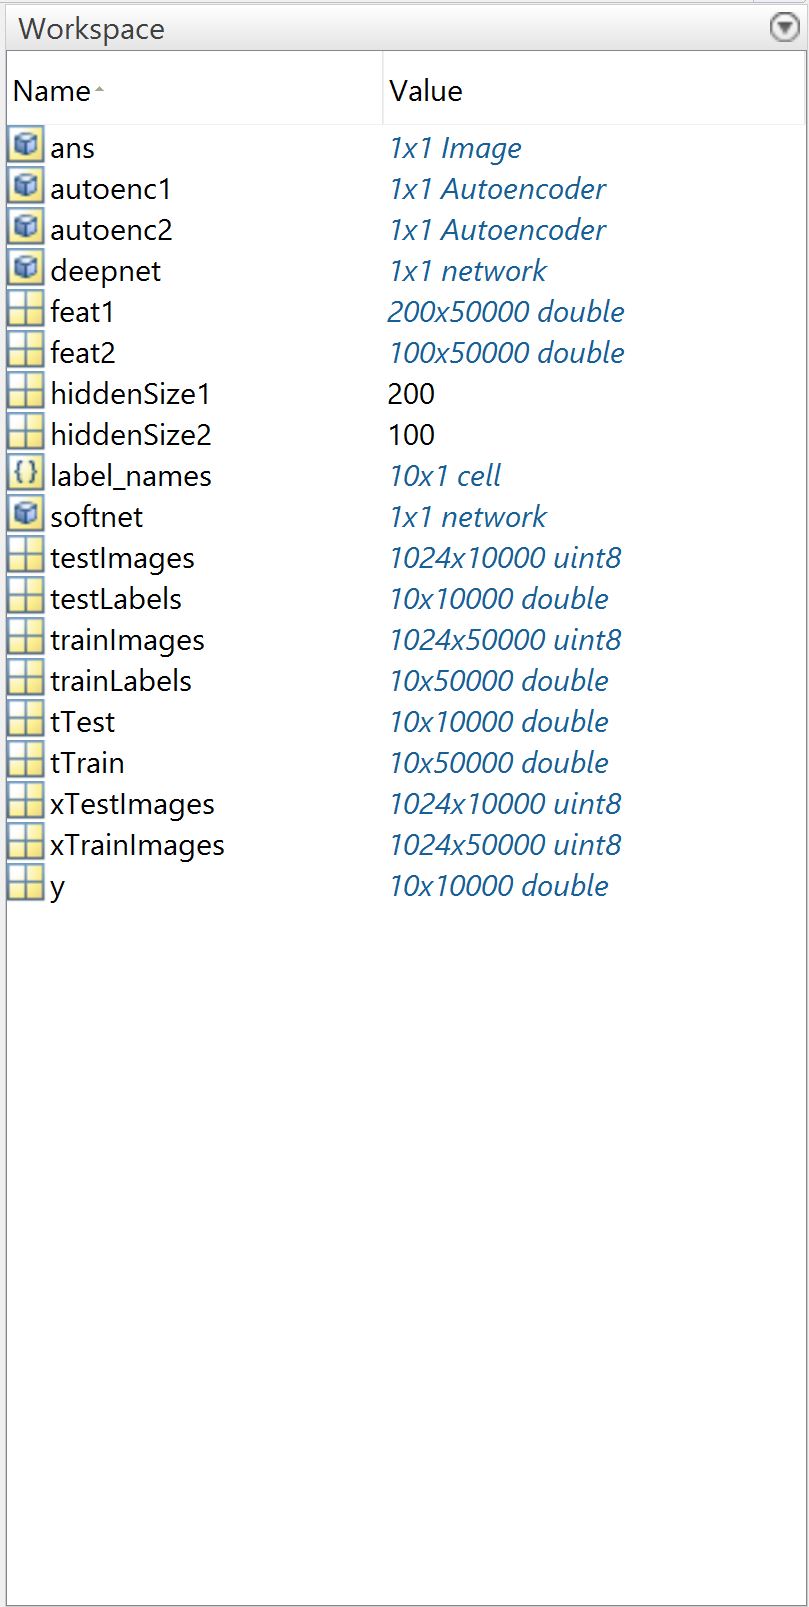 Workspace
Name Value
ans 1x1 Image
autoenc1 1x1 Autoencoder
autoenc2 1x1 Autoencoder
deepnet 1x1 network
feat1 200x50000 double
feat2 100x50000 double
hiddenSize1 200
hiddenSize2 100
label_names 10x1 cell
softnet 1x1 network
testImages 1024x10000 uint8
testLabels 10x10000 double
trainImages 1024x50000 uint8
trainLabels 10x50000 double
tTest 10x10000 double
tTrain 10x50000 double
xTestImages 1024x10000 uint8
xTrainImages 1024x50000 uint8
y 10x10000 double